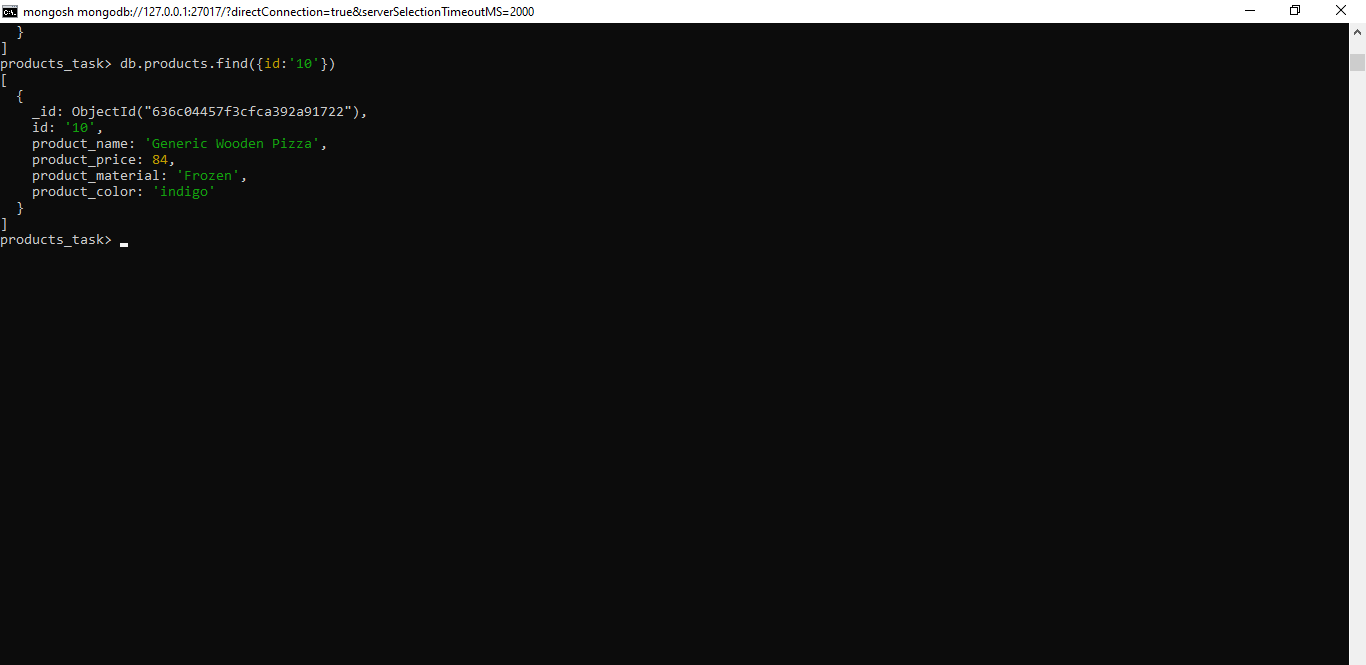 mongosh mongodb://127.0.0.1:27017/?directConnection=true&serverSelectionTimeoutMS=2000
  }
]
products_task> db.products.find({id:'10'})
[
  {
    _id: ObjectId("636c04457f3cfca392a91722"),
    id: '10',
    product_name: 'Generic Wooden Pizza',
    product_price: 84,
    product_material: 'Frozen',
    product_color: 'indigo'
  }
]
products_task>